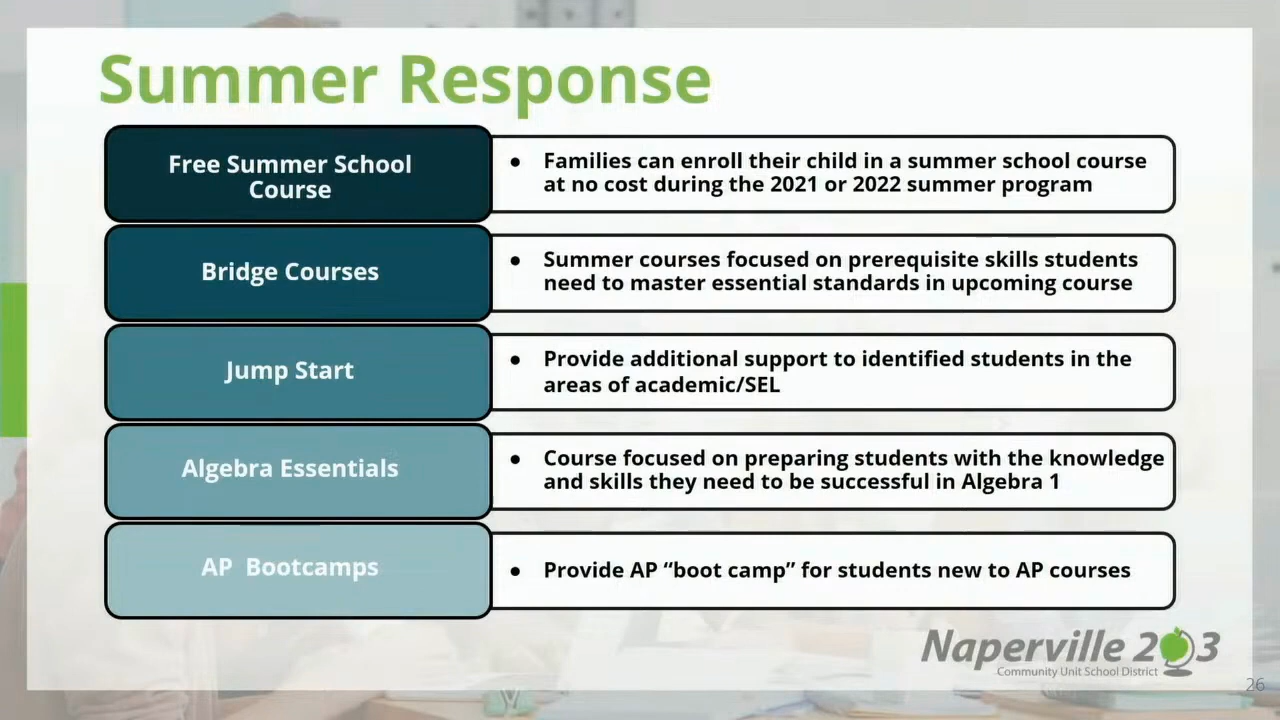 Summer Response
Free Summer School
Course
• Families can enroll their child in a summer school course
at no cost during the 2021 or 2022 summer program
Bridge Courses
• Summer courses focused on prerequisite skills students
need to master essential standards in upcoming course
Jump Start
• Provide additional support to identified students in the
areas of academic/SEL
Algebra Essentials
• Course focused on preparing students with the knowledge
and skills they need to be successful in Algebra 1
AP Bootcamps
• Provide AP “boot camp” for students new to AP courses
Naperville 203
Community Unit School District
26